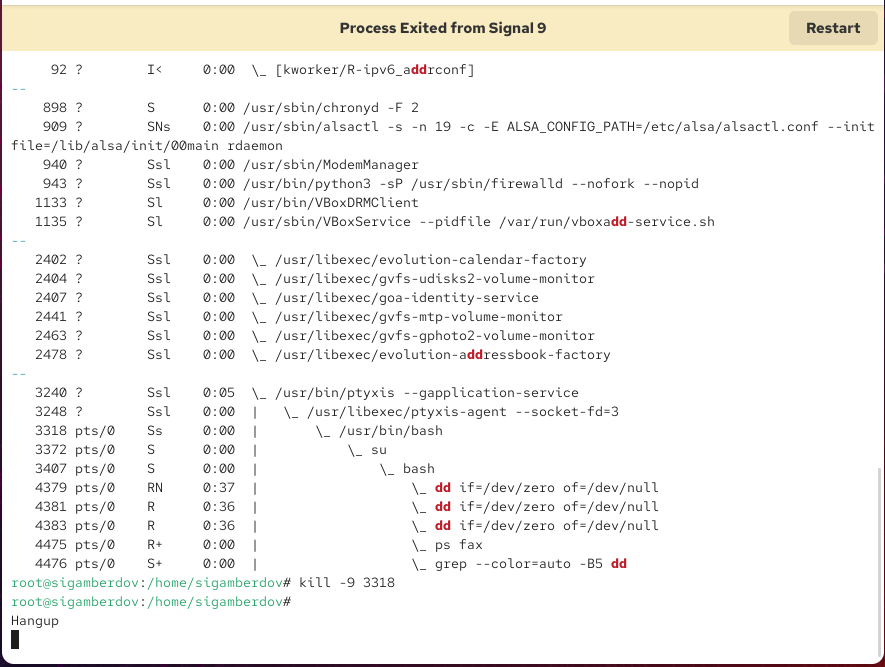 Process Exited from Signal 9
Restart
     92 ?        I<     0:00  \_ [kworker/R-ipv6_addrconf]
--
    898 ?        S      0:00 /usr/sbin/chronyd -F 2
    909 ?        SNs    0:00 /usr/sbin/alsactl -s -n 19 -c -E ALSA_CONFIG_PATH=/etc/alsa/alsactl.conf --init
file=/lib/alsa/init/00main rdaemon
    940 ?        Ssl    0:00 /usr/sbin/ModemManager
    943 ?        Ssl    0:00 /usr/bin/python3 -sP /usr/sbin/firewalld --nofork --nopid
   1133 ?        Sl     0:00 /usr/bin/VBoxDRMClient
   1135 ?        Sl     0:00 /usr/sbin/VBoxService --pidfile /var/run/vboxadd-service.sh
--
   2402 ?        Ssl    0:00  \_ /usr/libexec/evolution-calendar-factory
   2404 ?        Ssl    0:00  \_ /usr/libexec/gvfs-udisks2-volume-monitor
   2407 ?        Ssl    0:00  \_ /usr/libexec/goa-identity-service
   2441 ?        Ssl    0:00  \_ /usr/libexec/gvfs-mtp-volume-monitor
   2463 ?        Ssl    0:00  \_ /usr/libexec/gvfs-gphoto2-volume-monitor
   2478 ?        Ssl    0:00  \_ /usr/libexec/evolution-addressbook-factory
--
   3240 ?        Ssl    0:05  \_ /usr/bin/ptyxis --gapplication-service
   3248 ?        Ssl    0:00  |   \_ /usr/libexec/ptyxis-agent --socket-fd=3
   3318 pts/0    Ss     0:00  |       \_ /usr/bin/bash
   3372 pts/0    S      0:00  |           \_ su
   3407 pts/0    S      0:00  |               \_ bash
   4379 pts/0    RN     0:37  |                   \_ dd if=/dev/zero of=/dev/null
   4381 pts/0    R      0:36  |                   \_ dd if=/dev/zero of=/dev/null
   4383 pts/0    R      0:36  |                   \_ dd if=/dev/zero of=/dev/null
   4475 pts/0    R+     0:00  |                   \_ ps fax
   4476 pts/0    S+     0:00  |                   \_ grep --color=auto -B5 dd
root@sigamberdov:/home/sigamberdov# kill -9 3318
root@sigamberdov:/home/sigamberdov#
Hangup